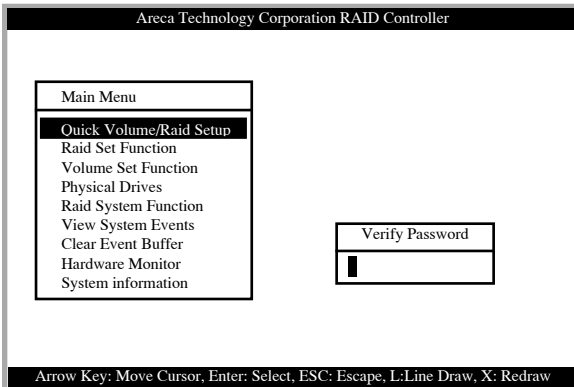 Areca Technology Corporation RAID Controller
Main Menu
Quick Volume/Raid Setup
Raid Set Function
Volume Set Function
Physical Drives
Raid System Function
View System Events
Clear Event Buffer
Hardware Monitor
System information
Verify Password
Arrow Key: Move Cursor, Enter: Select, ESC: Escape, L:Line Draw, X: Redraw